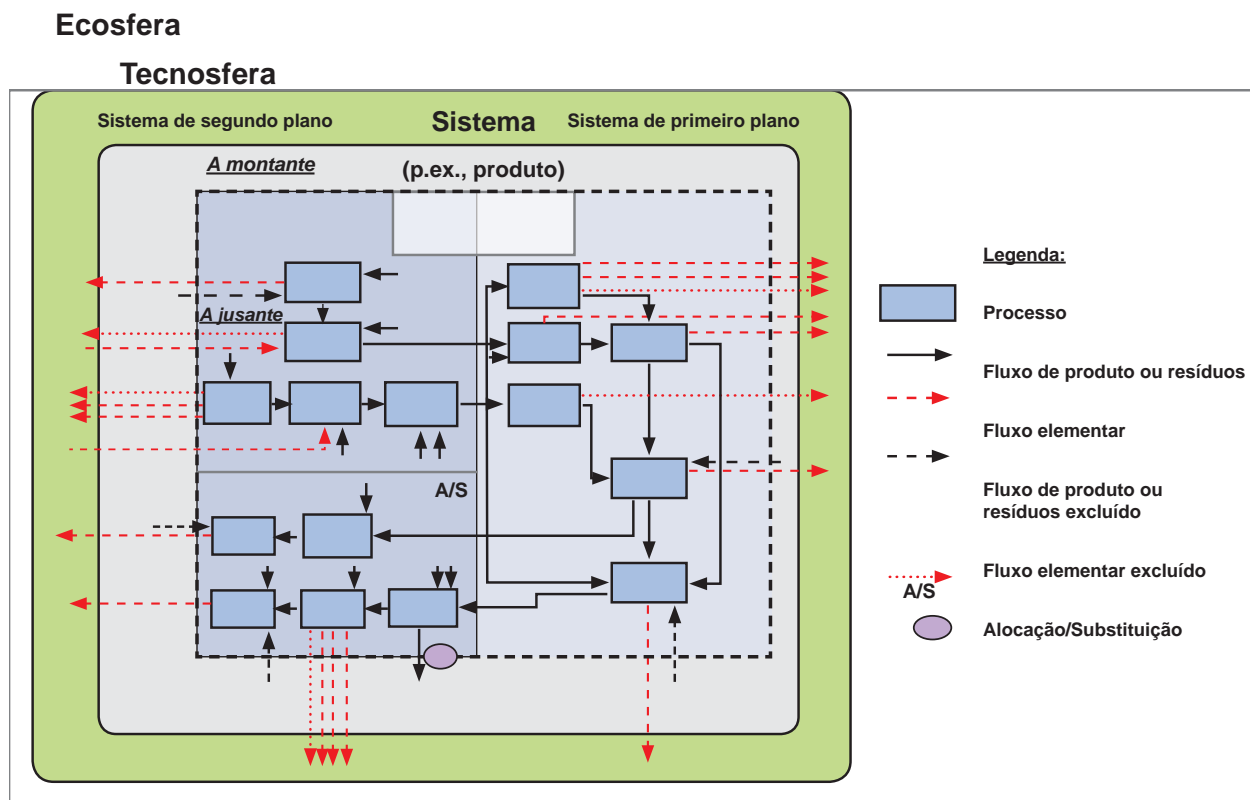 Ecosfera
Tecnosfera
Sistema de segundo plano
Sistema
Sistema de primeiro plano
A montante
(p.ex., produto)
A jusante
A/S
Legenda:
Processo
Fluxo de produto ou resíduos
Fluxo elementar
Fluxo de produto ou
resíduos excluído
Fluxo elementar excluído
A/S
Alocação/Substituição